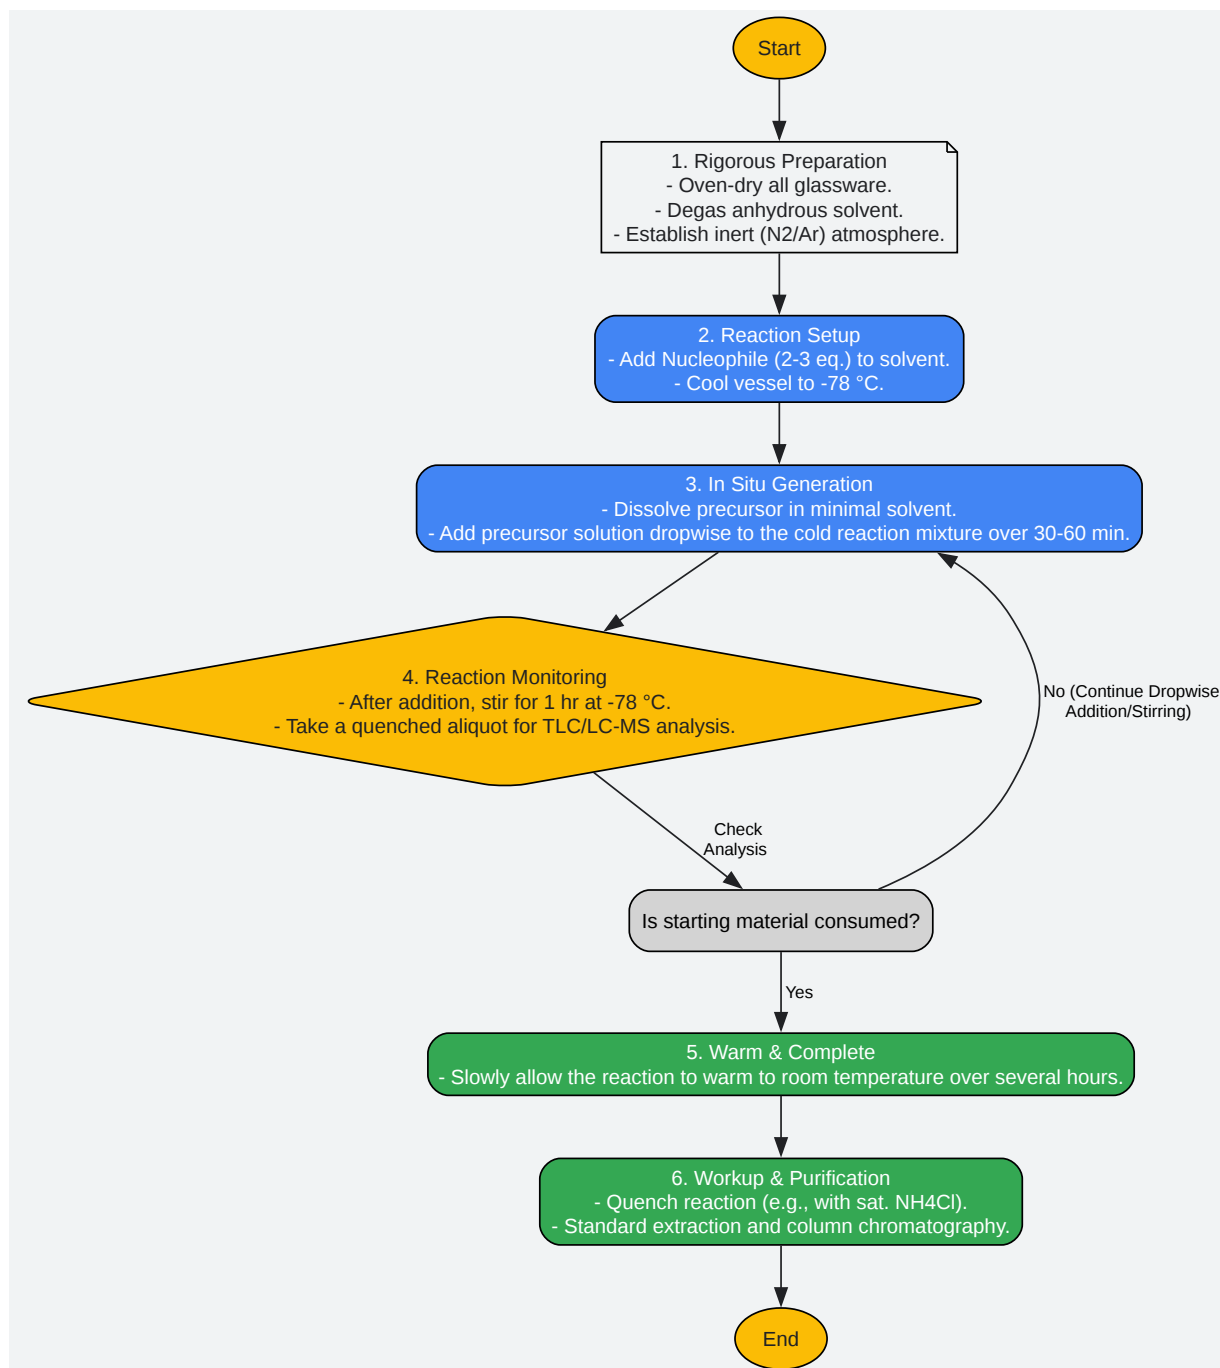 Start
1. Rigorous Preparation
- Oven-dry all glassware.
- Degas anhydrous solvent.
- Establish inert (N2/Ar) atmosphere.
2. Reaction Setup
- Add Nucleophile (2-3 eq.) to solvent.
- Cool vessel to -78 °C.
3. In Situ Generation
- Dissolve precursor in minimal solvent.
- Add precursor solution dropwise to the cold reaction mixture over 30-60 min.
4. Reaction Monitoring
- After addition, stir for 1 hr at -78 °C.
- Take a quenched aliquot for TLC/LC-MS analysis.
No (Continue Dropwise
Addition/Stirring)
Check
Analysis
Is starting material consumed?
Yes
5. Warm & Complete
- Slowly allow the reaction to warm to room temperature over several hours.
6. Workup & Purification
- Quench reaction (e.g., with sat. NH4Cl).
- Standard extraction and column chromatography.
End